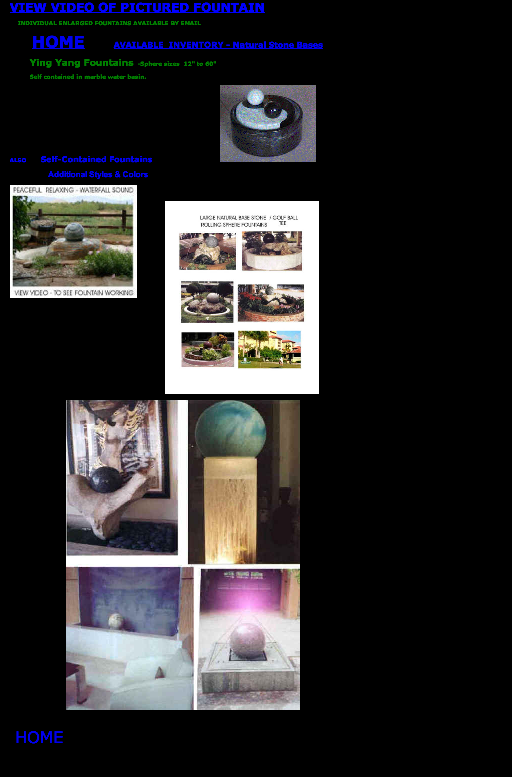 VIEW VIDEO OF PICTURED FOUNTAIN
INDIVIDUAL ENLARGED FOUNTAINS AVAILABLE BY EMAIL
HOME AVAILABLE INVENTORY - Natural Stone Bases
Ying Yang Fountains -Sphere sizes 12" to 60"
Self contained in marble water basin.
Self-Contained Fountains
Additional Styles & Colors
PEACEFUL RELAXING - WATERFALL SOUND
VIEW VIDEO - TO SEE FOUNTAIN WORKING
LARGE NATURAL BASE STONE / GOLF BALL
ROLLING SPHERE FOUNTAINS TEE
HOME